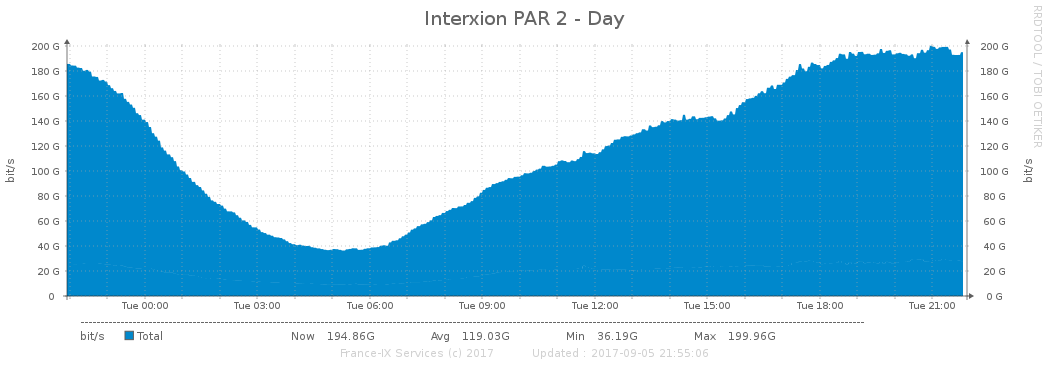 Interxion PAR 2 - Day
RRDTOOL / TOBI OETIKER
bit/s
bit/s
200 G 200 G
180 G 180 G
160 G 160 G
140 G 140 G
120 G 120 G
100 G 100 G
80 G 80 G
60 G 60 G
40 G 40 G
20 G 20 G
0 0 G
Tue 00:00 Tue 03:00 Tue 06:00 Tue 09:00 Tue 12:00 Tue 15:00 Tue 18:00 Tue 21:00
bit/s Total Now 194.86G Avg 119.03G Min 36.19G Max 199.96G
France-IX Services (c) 2017 Updated : 2017-09-05 21:55:06